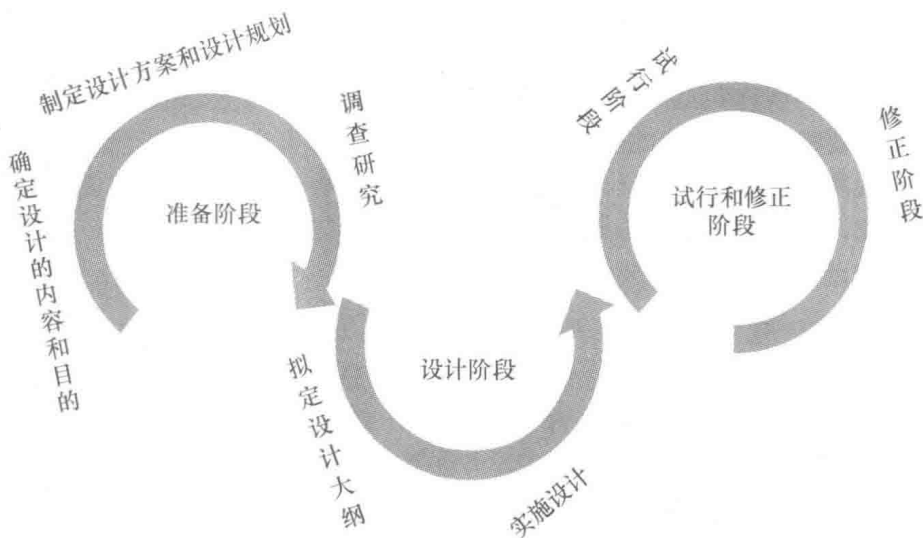 确定设计的内容和目的
制定设计方案和设计规划
调查研究
准备阶段
拟定设计大纲
设计阶段
实施设计
试行阶段
试行和修正
阶段
修正阶段